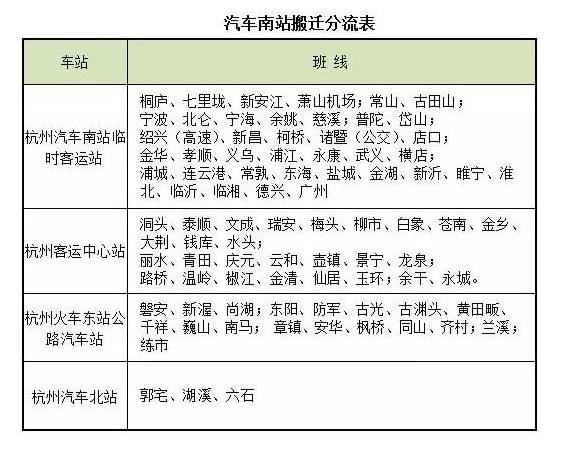 汽车南站搬迁分流表
车站
班 线
杭州汽车南站临
时客运站
桐庐、七里垅、新安江、萧山机场；常山、古田山；
宁波、北仑、宁海、余姚、慈溪；普陀、岱山；
绍兴（高速）、新昌、柯桥、诸暨（公交）、店口；
金华、孝顺、义乌、浦江、永康、武义、横店；
浦城、连云港、常熟、东海、盐城、金湖、新沂、睢宁、淮
北、临沂、临湘、德兴、广州
杭州客运中心站
洞头、泰顺、文成、瑞安、梅头、柳市、白象、苍南、金乡、
大荆、钱库、水头；
丽水、青田、庆元、云和、壶镇、景宁、龙泉；
路桥、温岭、椒江、金清、仙居、玉环；余干、永城。
杭州火车东站公
路汽车站
磐安、新渥、尚湖；东阳、防军、古光、古渊头、黄田畈、
千祥、巍山、南马； 章镇、安华、枫桥、同山、齐村；兰溪；
练市
杭州汽车北站
郭宅、湖溪、六石